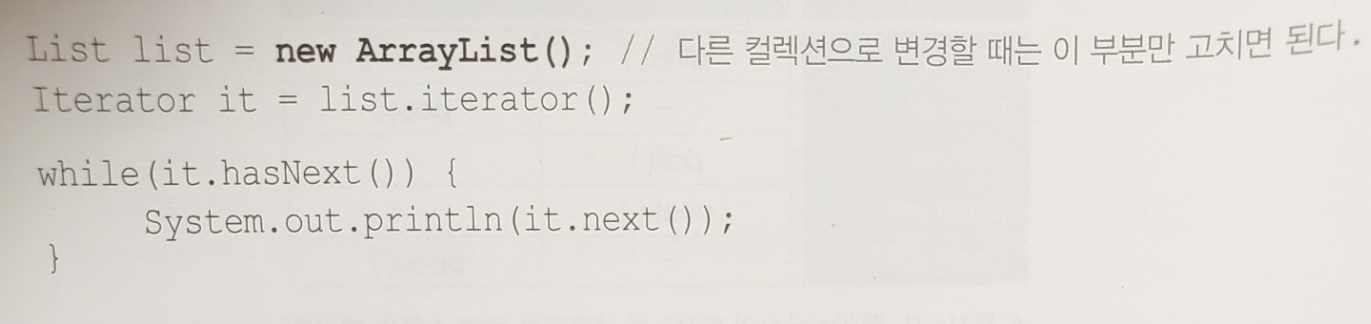 List list = new ArrayList(); // 다른 컬렉션으로 변경할 때는 이 부분만 고치면 된다.
Iterator it = list.iterator();
while(it.hasNext()) {
System.out.println(it.next());
}